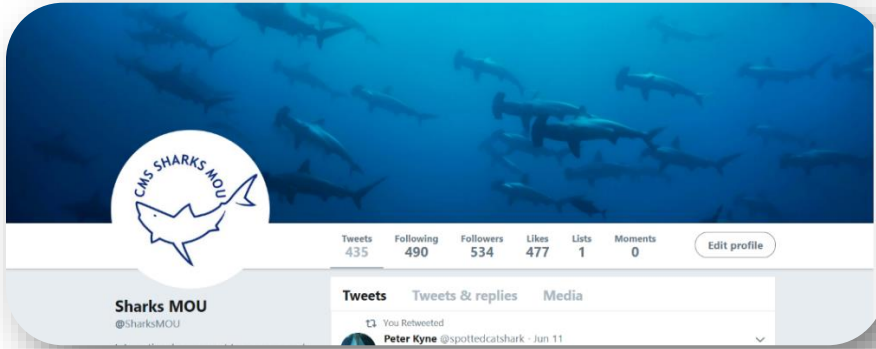 CMS SHARKS MOU
Tweets Following Followers Likes Lists Moments
435 490 534 477 1 0
Edit profile
Sharks MOU
@SharksMOU
Tweets Tweets & replies Media
You Retweeted
Peter Kyne @spottedcatshark · Jun 11